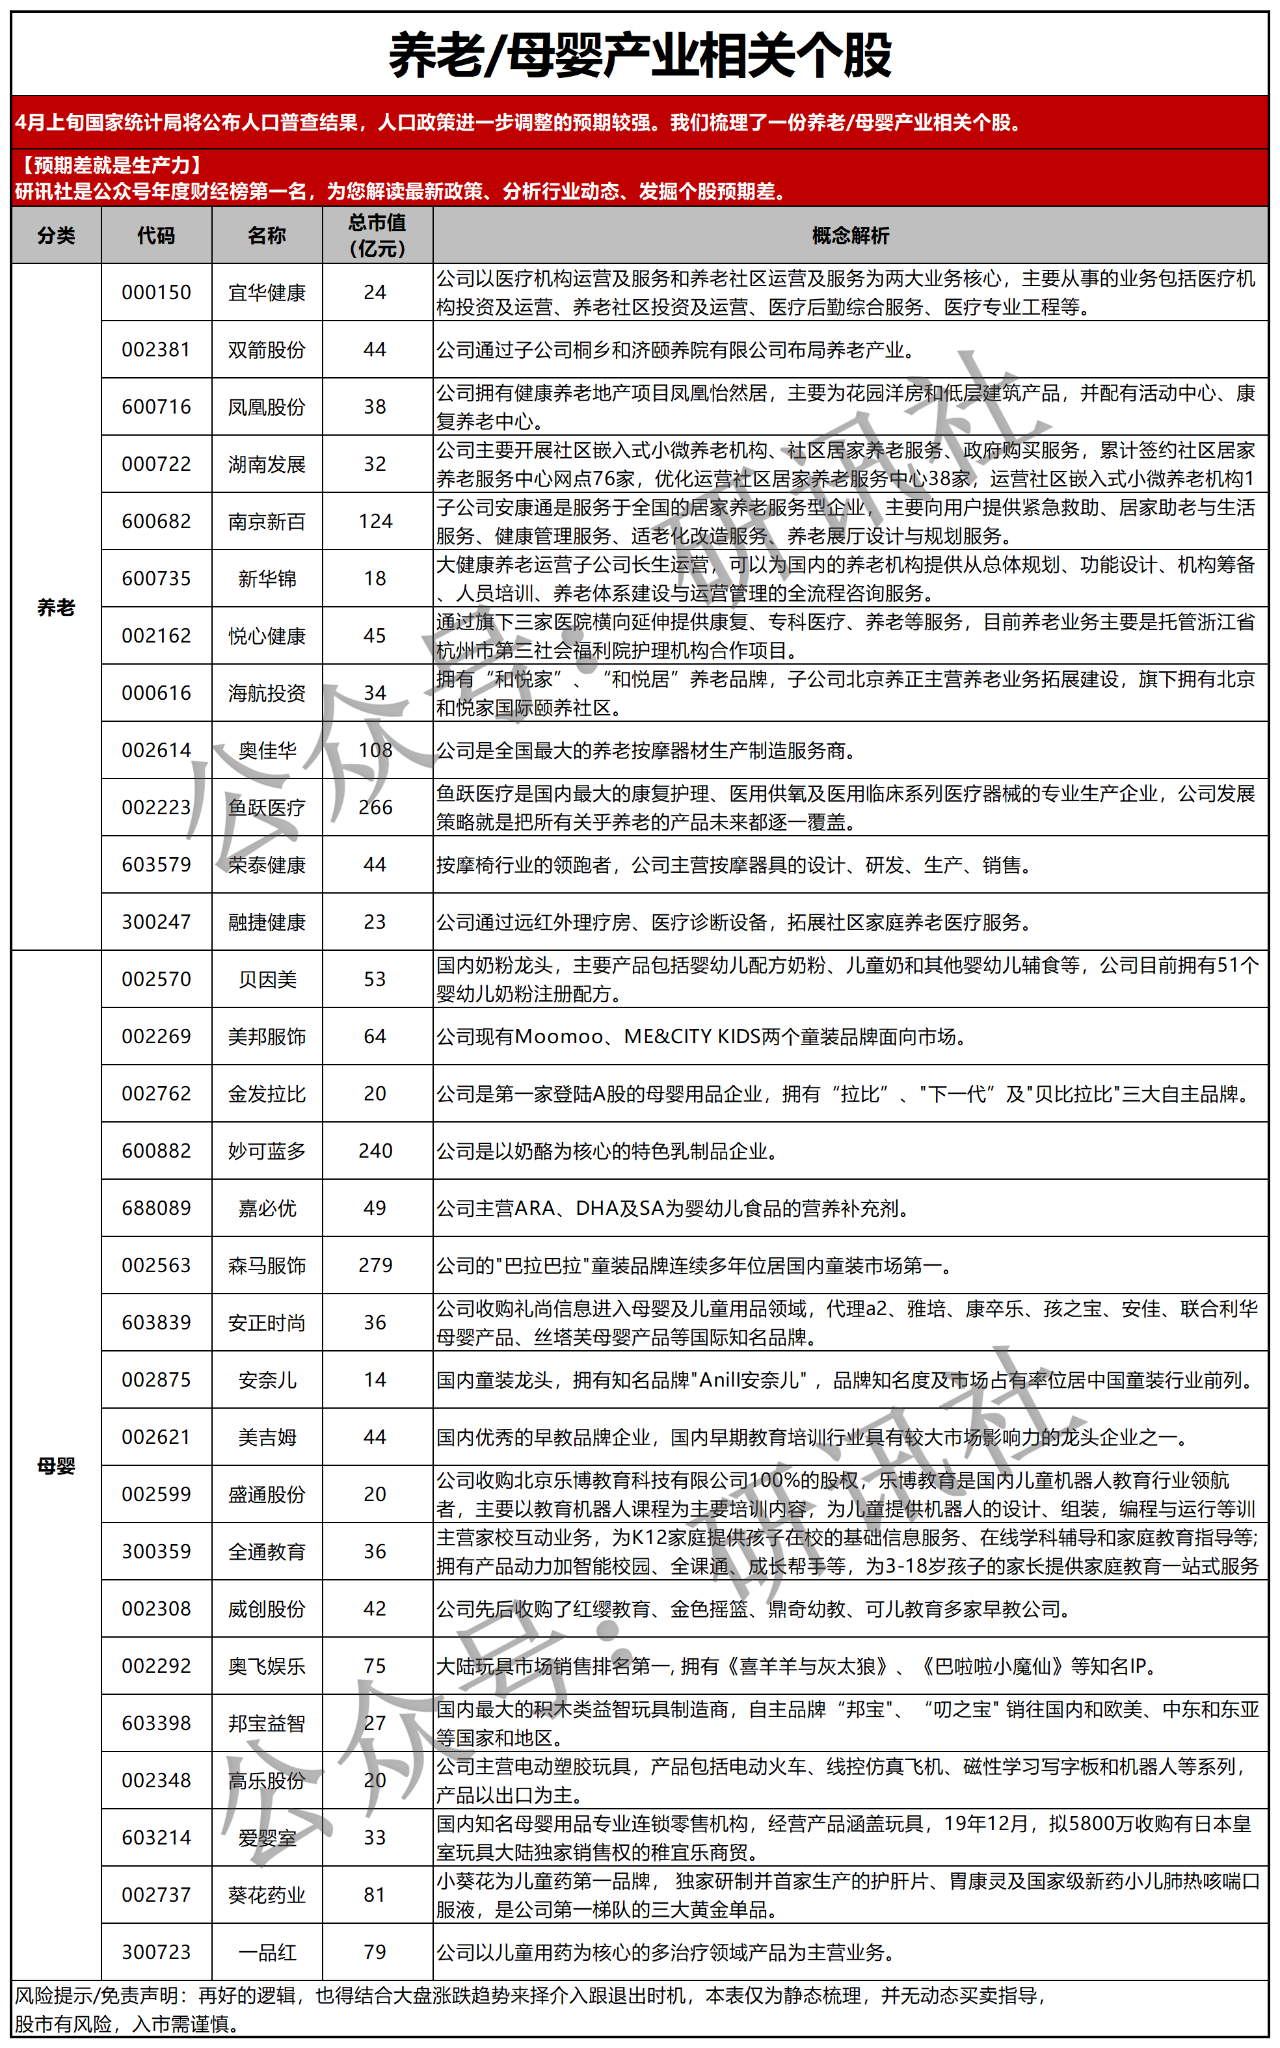 养老/母婴产业相关个股
4月上旬国家统计局将公布人口普查结果，人口政策进一步调整的预期较强。我们梳理了一份养老/母婴产业相关个股。
【预期差就是生产力】
研讯社是公众号年度财经榜第一名，为您解读最新政策、分析行业动态、发掘个股预期差。
分类 代码 名称 总市值（亿元） 概念解析
养老
000150 宜华健康 24 公司以医疗机构运营及服务和养老社区运营及服务为两大业务核心，主要从事的业务包括医疗机
构投资及运营、养老社区投资及运营、医疗后勤综合服务、医疗专业工程等。
002381 双箭股份 44 公司通过子公司桐乡和济颐养院有限公司布局养老产业。
600716 凤凰股份 38 公司拥有健康养老地产项目凤凰怡然居，主要为花园洋房和低层建筑产品，并配有活动中心、康
复养老中心。
000722 湖南发展 32 公司主要开展社区嵌入式小微养老机构、社区居家养老服务、政府购买服务，累计签约社区居家
养老服务中心网点76家，优化运营社区居家养老服务中心38家，运营社区嵌入式小微养老机构1
600682 南京新百 124 子公司安康通是服务于全国的居家养老服务型企业，主要向用户提供紧急救助、居家助老与生活
服务、健康管理服务、适老化改造服务、养老展厅设计与规划服务。
600735 新华锦 18 大健康养老运营子公司长生运营，可以为国内的养老机构提供从总体规划、功能设计、机构筹备
、人员培训、养老体系建设与运营管理的全流程咨询服务。
002162 悦心健康 45 通过旗下三家医院横向延伸提供康复、专科医疗、养老等服务，目前养老业务主要是托管浙江省
杭州市第三社会福利院护理机构合作项目。
000616 海航投资 34 拥有“和悦家”、“和悦居”养老品牌，子公司北京养正主营养老业务拓展建设，旗下拥有北京
和悦家国际颐养社区。
002614 奥佳华 108 公司是全国最大的养老按摩器材生产制造服务商。
002223 鱼跃医疗 266 鱼跃医疗是国内最大的康复护理、医用供氧及医用临床系列医疗器械的专业生产企业，公司发展
策略就是把所有关乎养老的产品未来都逐一覆盖。
603579 荣泰健康 44 按摩椅行业的领跑者，公司主营按摩器具的设计、研发、生产、销售。
300247 融捷健康 23 公司通过远红外理疗房、医疗诊断设备，拓展社区家庭养老医疗服务。
母婴
002570 贝因美 53 国内奶粉龙头，主要产品包括婴幼儿配方奶粉、儿童奶和其他婴幼儿辅食等，公司目前拥有51个
婴幼儿奶粉注册配方。
002269 美邦服饰 64 公司现有Moomoo、ME&CITY KIDS两个童装品牌面向市场。
002762 金发拉比 20 公司是第一家登陆A股的母婴用品企业，拥有“拉比”、"下一代”及"贝比拉比"三大自主品牌。
600882 妙可蓝多 240 公司是以奶酪为核心的特色乳制品企业。
688089 嘉必优 49 公司主营ARA、DHA及SA为婴幼儿食品的营养补充剂。
002563 森马服饰 279 公司的"巴拉巴拉"童装品牌连续多年位居国内童装市场第一。
603839 安正时尚 36 公司收购礼尚信息进入母婴及儿童用品领域，代理a2、雅培、康卒乐、孩之宝、安佳、联合利华
母婴产品、丝塔芙母婴产品等国际知名品牌。
002875 安奈儿 14 国内童装龙头，拥有知名品牌"Anill安奈儿"，品牌知名度及市场占有率位居中国童装行业前列。
002621 美吉姆 44 国内优秀的早教品牌企业，国内早期教育培训行业具有较大市场影响力的龙头企业之一。
002599 盛通股份 20 公司收购北京乐博教育科技有限公司100%的股权，乐博教育是国内儿童机器人教育行业领航
者，主要以教育机器人课程为主要培训内容，为儿童提供机器人的设计、组装，编程与运行等训
300359 全通教育 36 主营家校互动业务，为K12家庭提供孩子在校的基础信息服务、在线学科辅导和家庭教育指导等;
拥有产品动力加智能校园、全课通、成长帮手等，为3-18岁孩子的家长提供家庭教育一站式服务
002308 威创股份 42 公司先后收购了红缨教育、金色摇篮、鼎奇幼教、可儿教育多家早教公司。
002292 奥飞娱乐 75 大陆玩具市场销售排名第一, 拥有《喜羊羊与灰太狼》、《巴啦啦小魔仙》等知名IP。
603398 邦宝益智 27 国内最大的积木类益智玩具制造商，自主品牌“邦宝"、“叨之宝" 销往国内和欧美、中东和东亚
等国家和地区。
002348 高乐股份 20 公司主营电动塑胶玩具，产品包括电动火车、线控仿真飞机、磁性学习写字板和机器人等系列，
产品以出口为主。
603214 爱婴室 33 国内知名母婴用品专业连锁零售机构，经营产品涵盖玩具，19年12月，拟5800万收购有日本皇
室玩具大陆独家销售权的稚宜乐商贸。
002737 葵花药业 81 小葵花为儿童药第一品牌， 独家研制并首家生产的护肝片、胃康灵及国家级新药小儿肺热咳喘口
服液，是公司第一梯队的三大黄金单品。
300723 一品红 79 公司以儿童用药为核心的多治疗领域产品为主营业务。
风险提示/免责声明：再好的逻辑，也得结合大盘涨跌趋势来择介入跟退出时机，本表仅为静态梳理，并无动态买卖指导，
股市有风险，入市需谨慎。
公众号：研讯社
公众号：研讯社